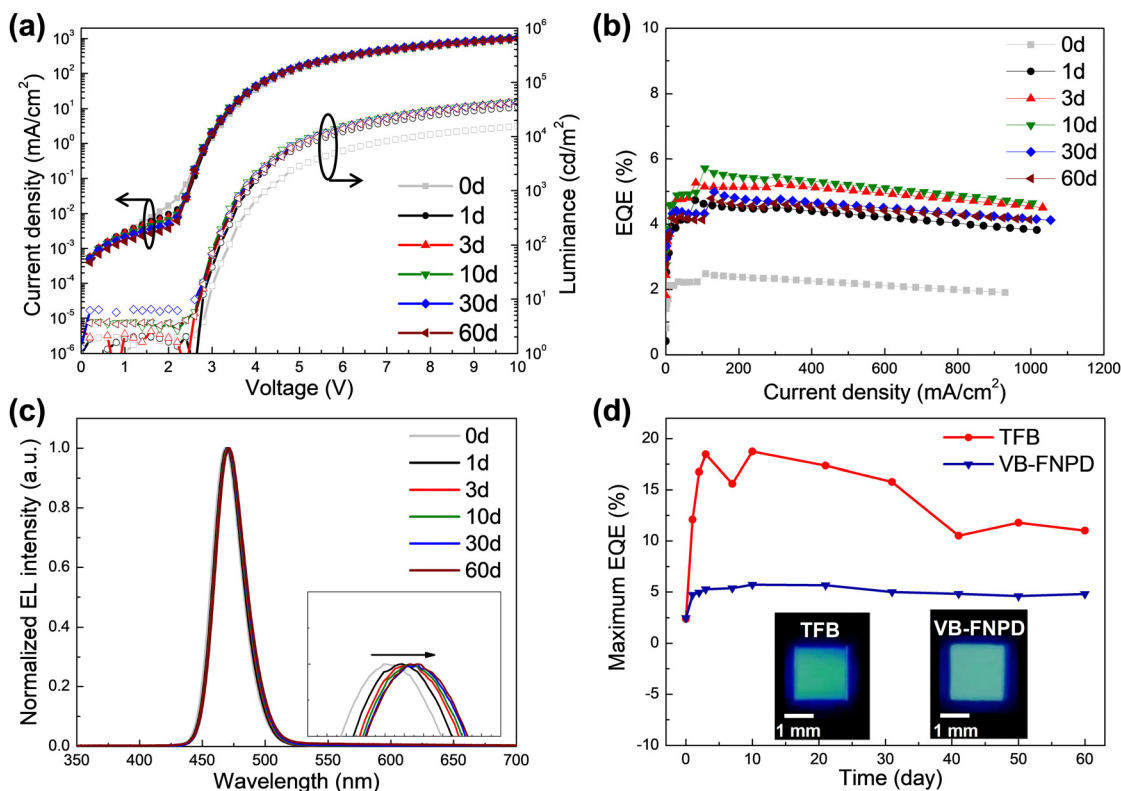 (a)
Current density (mA/cm²)
10³
10²
10¹
10⁰
10⁻¹
10⁻²
10⁻³
10⁻⁴
10⁻⁵
10⁻⁶
0 1 2 3 4 5 6 7 8 9 10
Voltage (V)
10⁶
10⁵
10⁴
10³
10²
10¹
10⁰
Luminance (cd/m²)
0d
1d
3d
10d
30d
60d
(b)
EQE (%)
10
8
6
4
2
0
0 200 400 600 800 1000 1200
Current density (mA/cm²)
0d
1d
3d
10d
30d
60d
(c)
Normalized EL intensity (a.u.)
1.0
0.8
0.6
0.4
0.2
0.0
350 400 450 500 550 600 650 700
Wavelength (nm)
0d
1d
3d
10d
30d
60d
(d)
Maximum EQE (%)
20
15
10
5
0
-5
-10
0 10 20 30 40 50 60
Time (day)
TFB
VB-FNPD
TFB
1 mm
VB-FNPD
1 mm